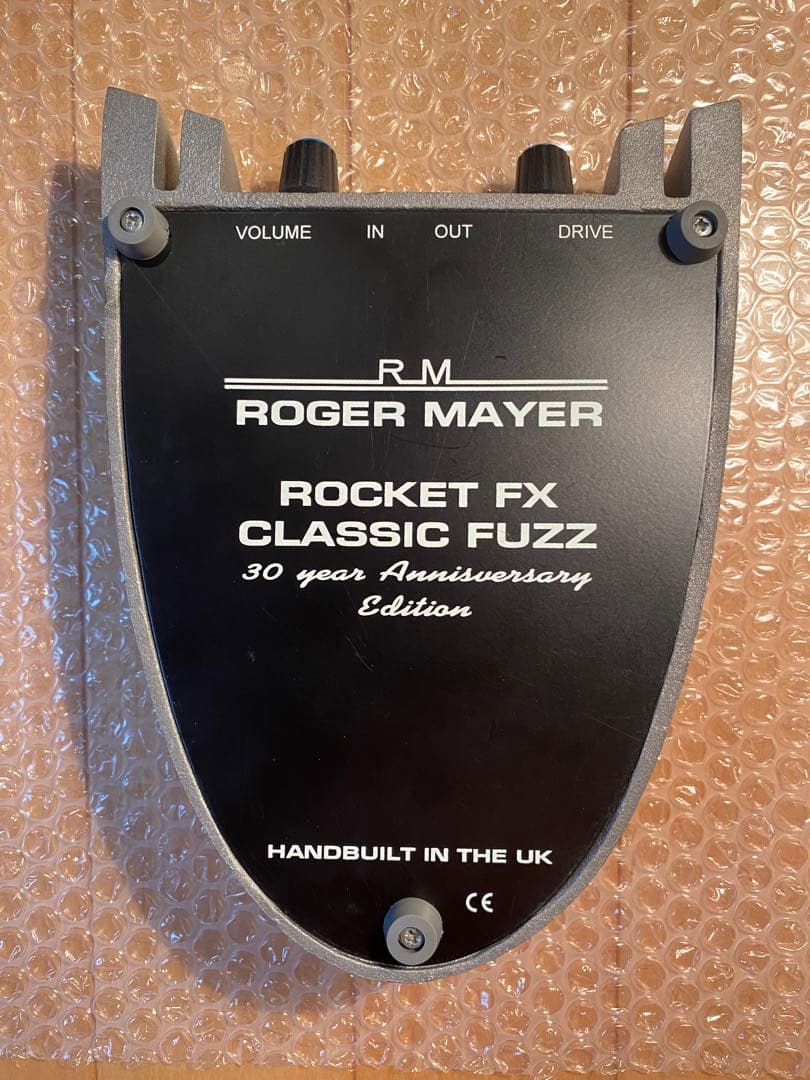 VOLUME IN OUT DRIVE
RM
ROGER MAYER
ROCKET FX
CLASSIC FUZZ
30 year Annisversary
Edition
HANDBUILT IN THE UK
CE